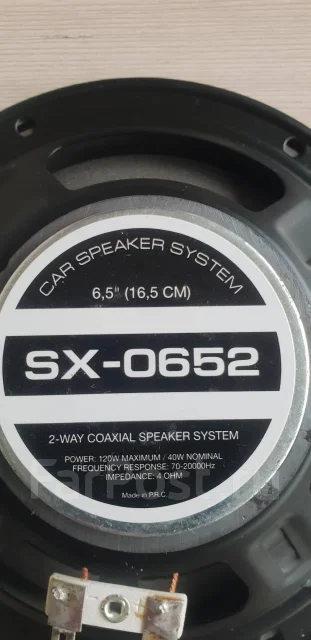 CAR SPEAKER SYSTEM
6,5" (16,5 CM)
SX-0652
2-WAY COAXIAL SPEAKER SYSTEM
POWER: 120W MAXIMUM / 40W NOMINAL
FREQUENCY RESPONSE: 70-20000Hz
IMPEDANCE: 4 OHM
Made in P.R.C.